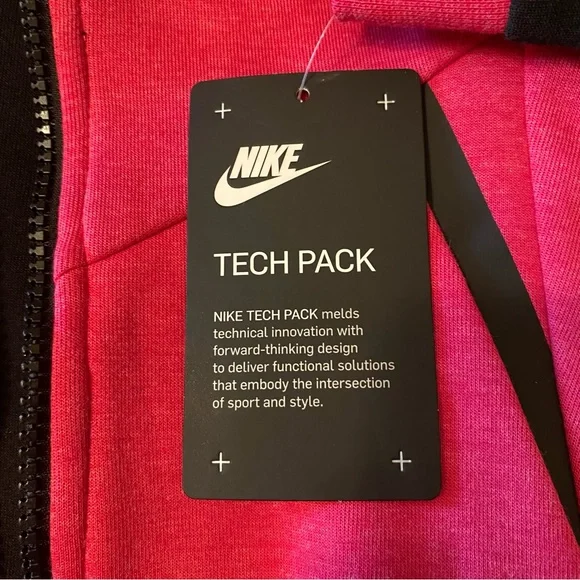 NIKE
TECH PACK
NIKE TECH PACK melds
technical innovation with
forward-thinking design
to deliver functional solutions
that embody the intersection
of sport and style.